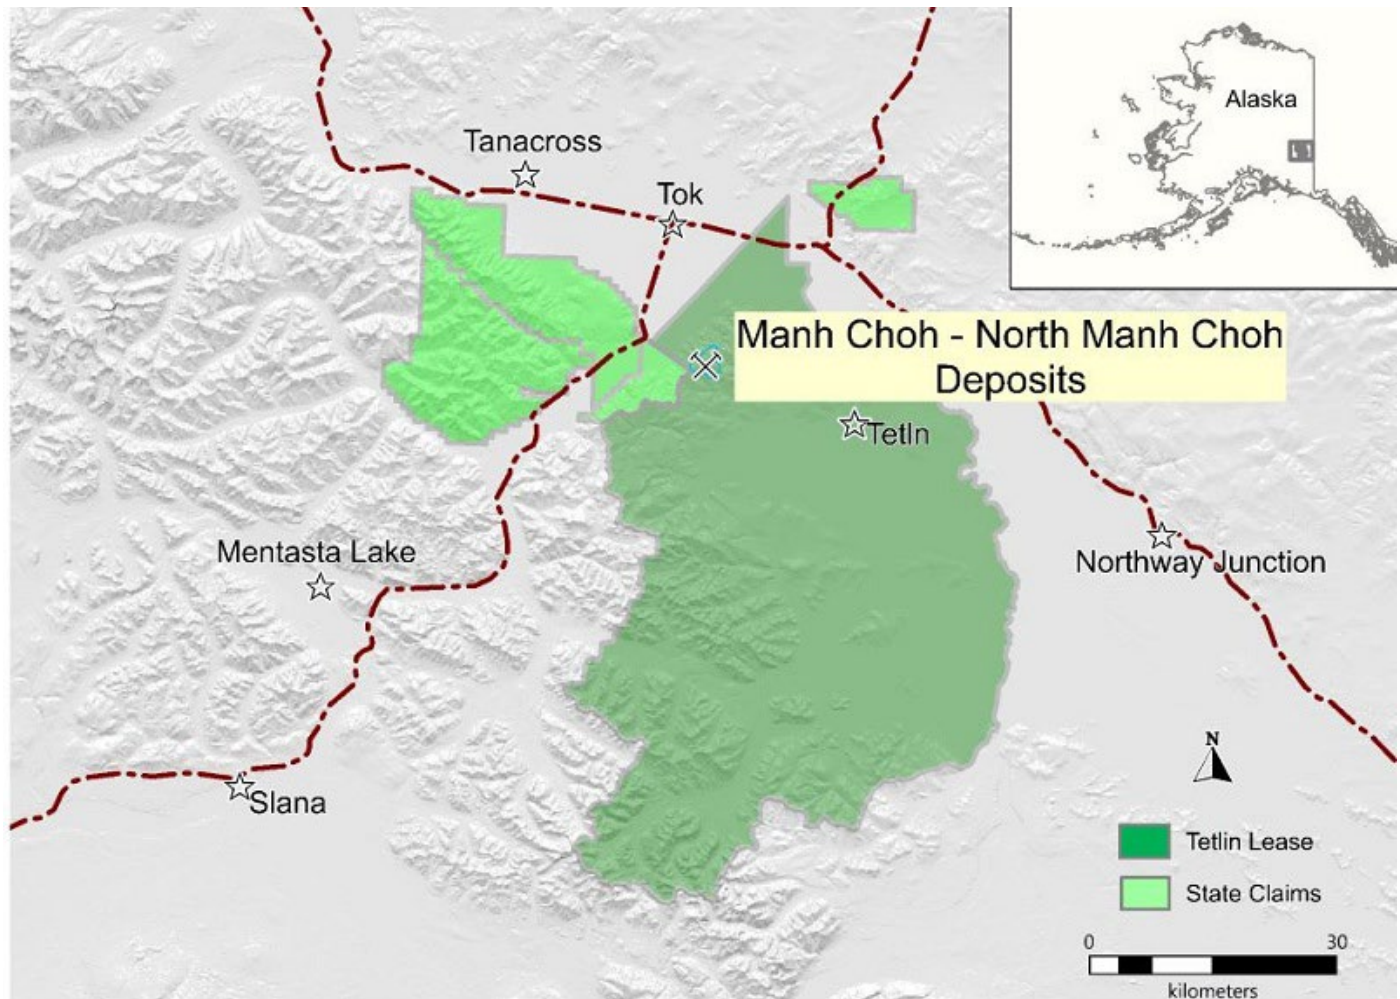 Alaska
Tanacross
Tok
Manh Choh - North Manh Choh
Deposits
Tetln
Mentasta Lake
Northway Junction
Slana
N
Tetlin Lease
State Claims
0 30
kilometers